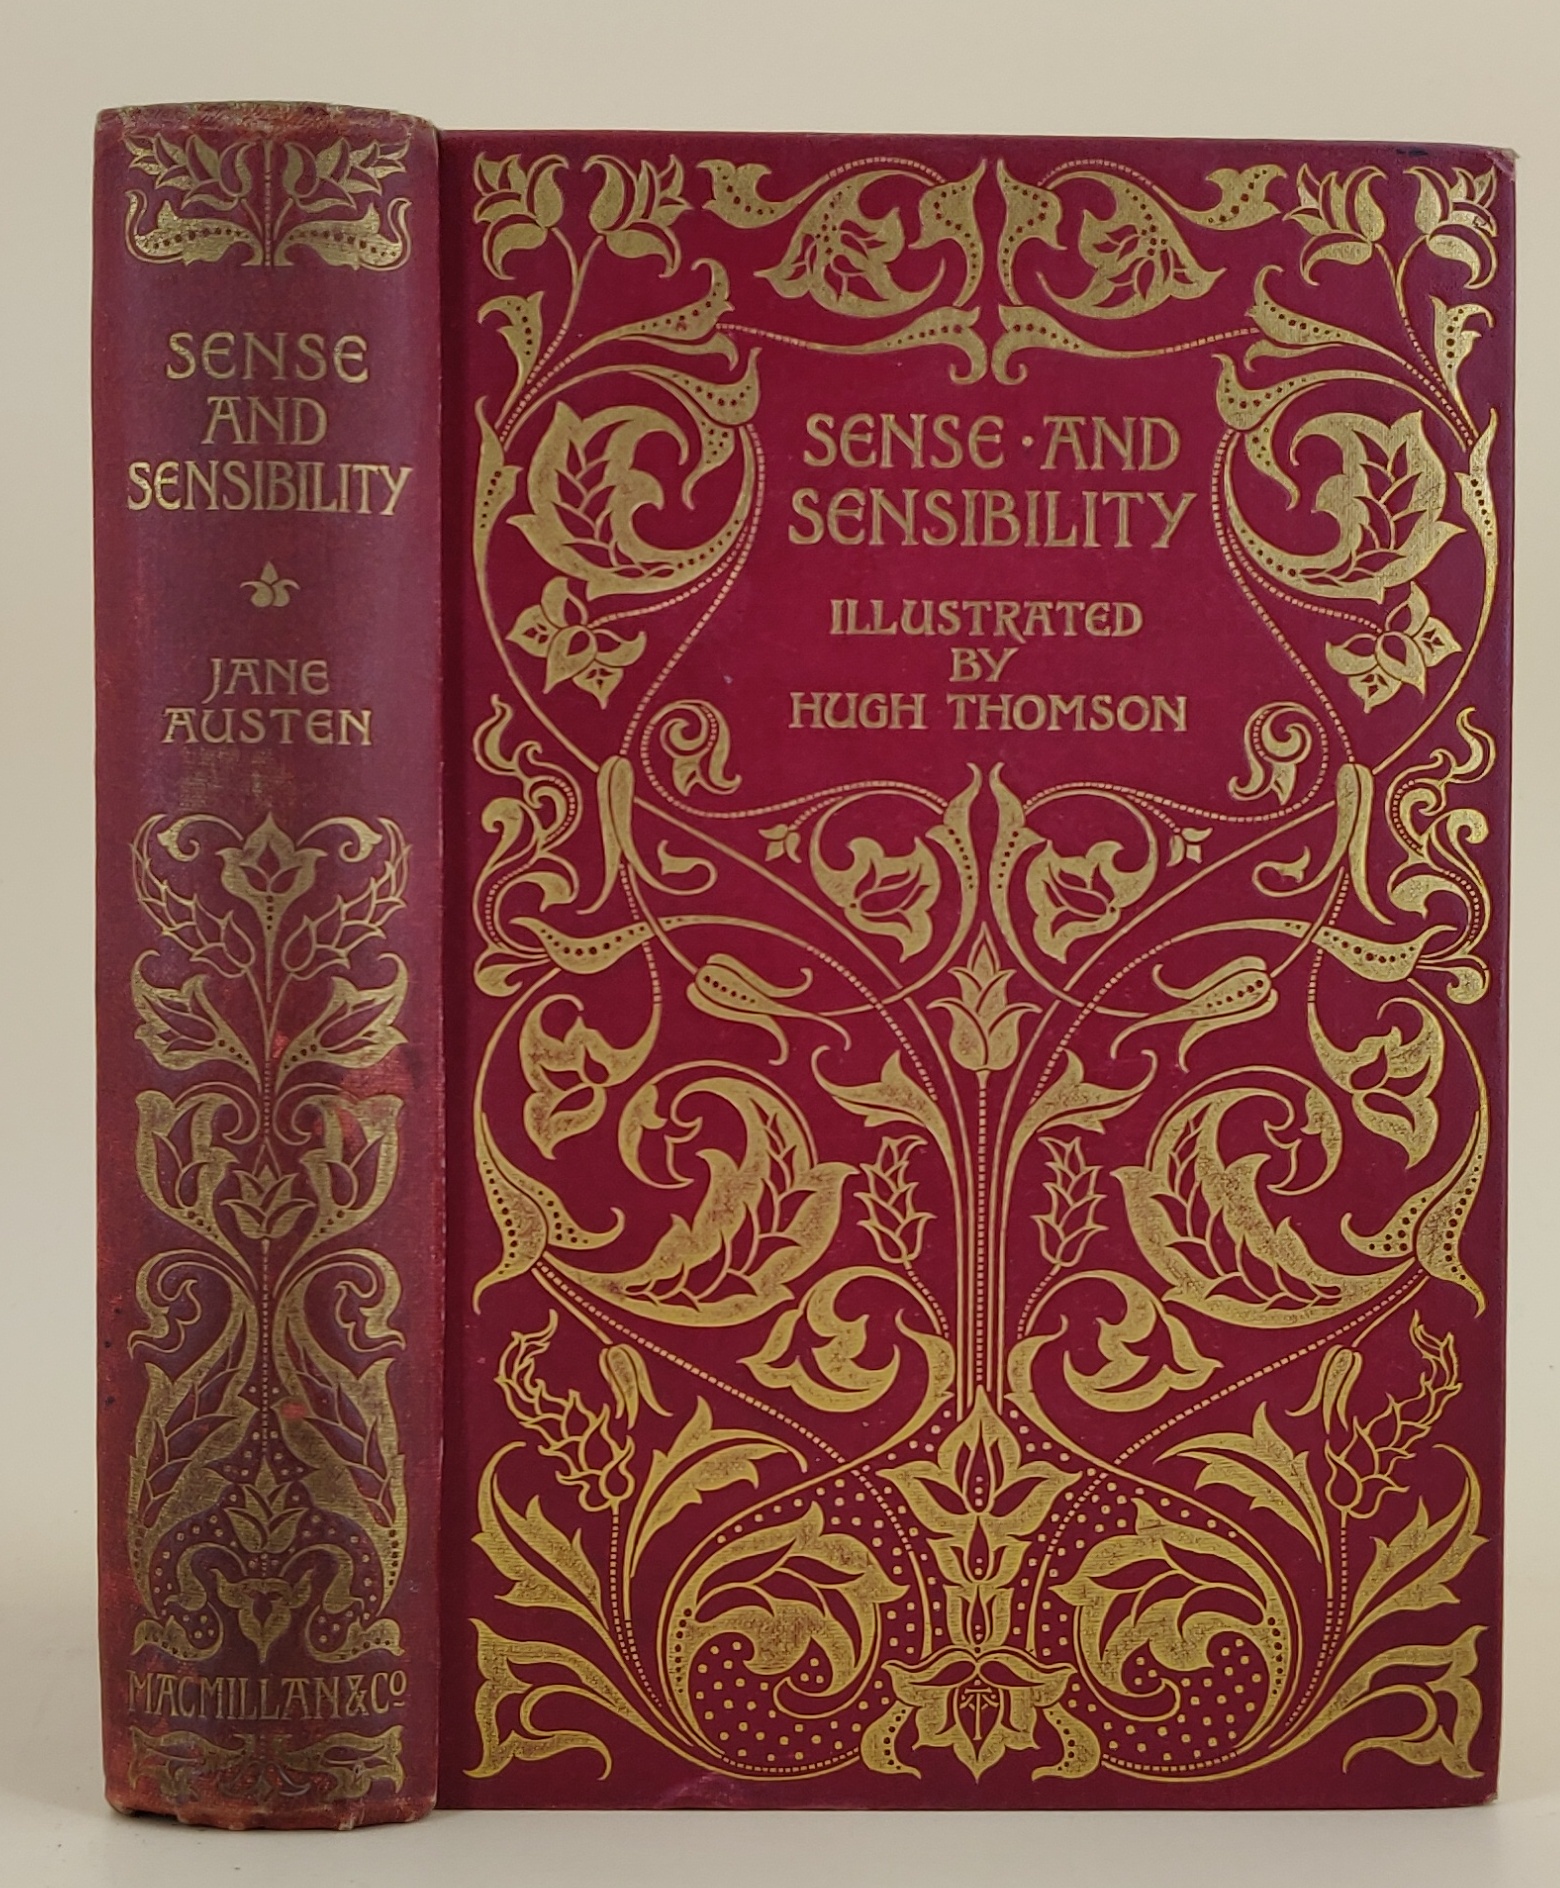 SENSE
AND
SENSIBILITY
JANE
AUSTEN
MACMILLAN & Co
SENSE · AND
SENSIBILITY
ILLUSTRATED
BY
HUGH THOMSON